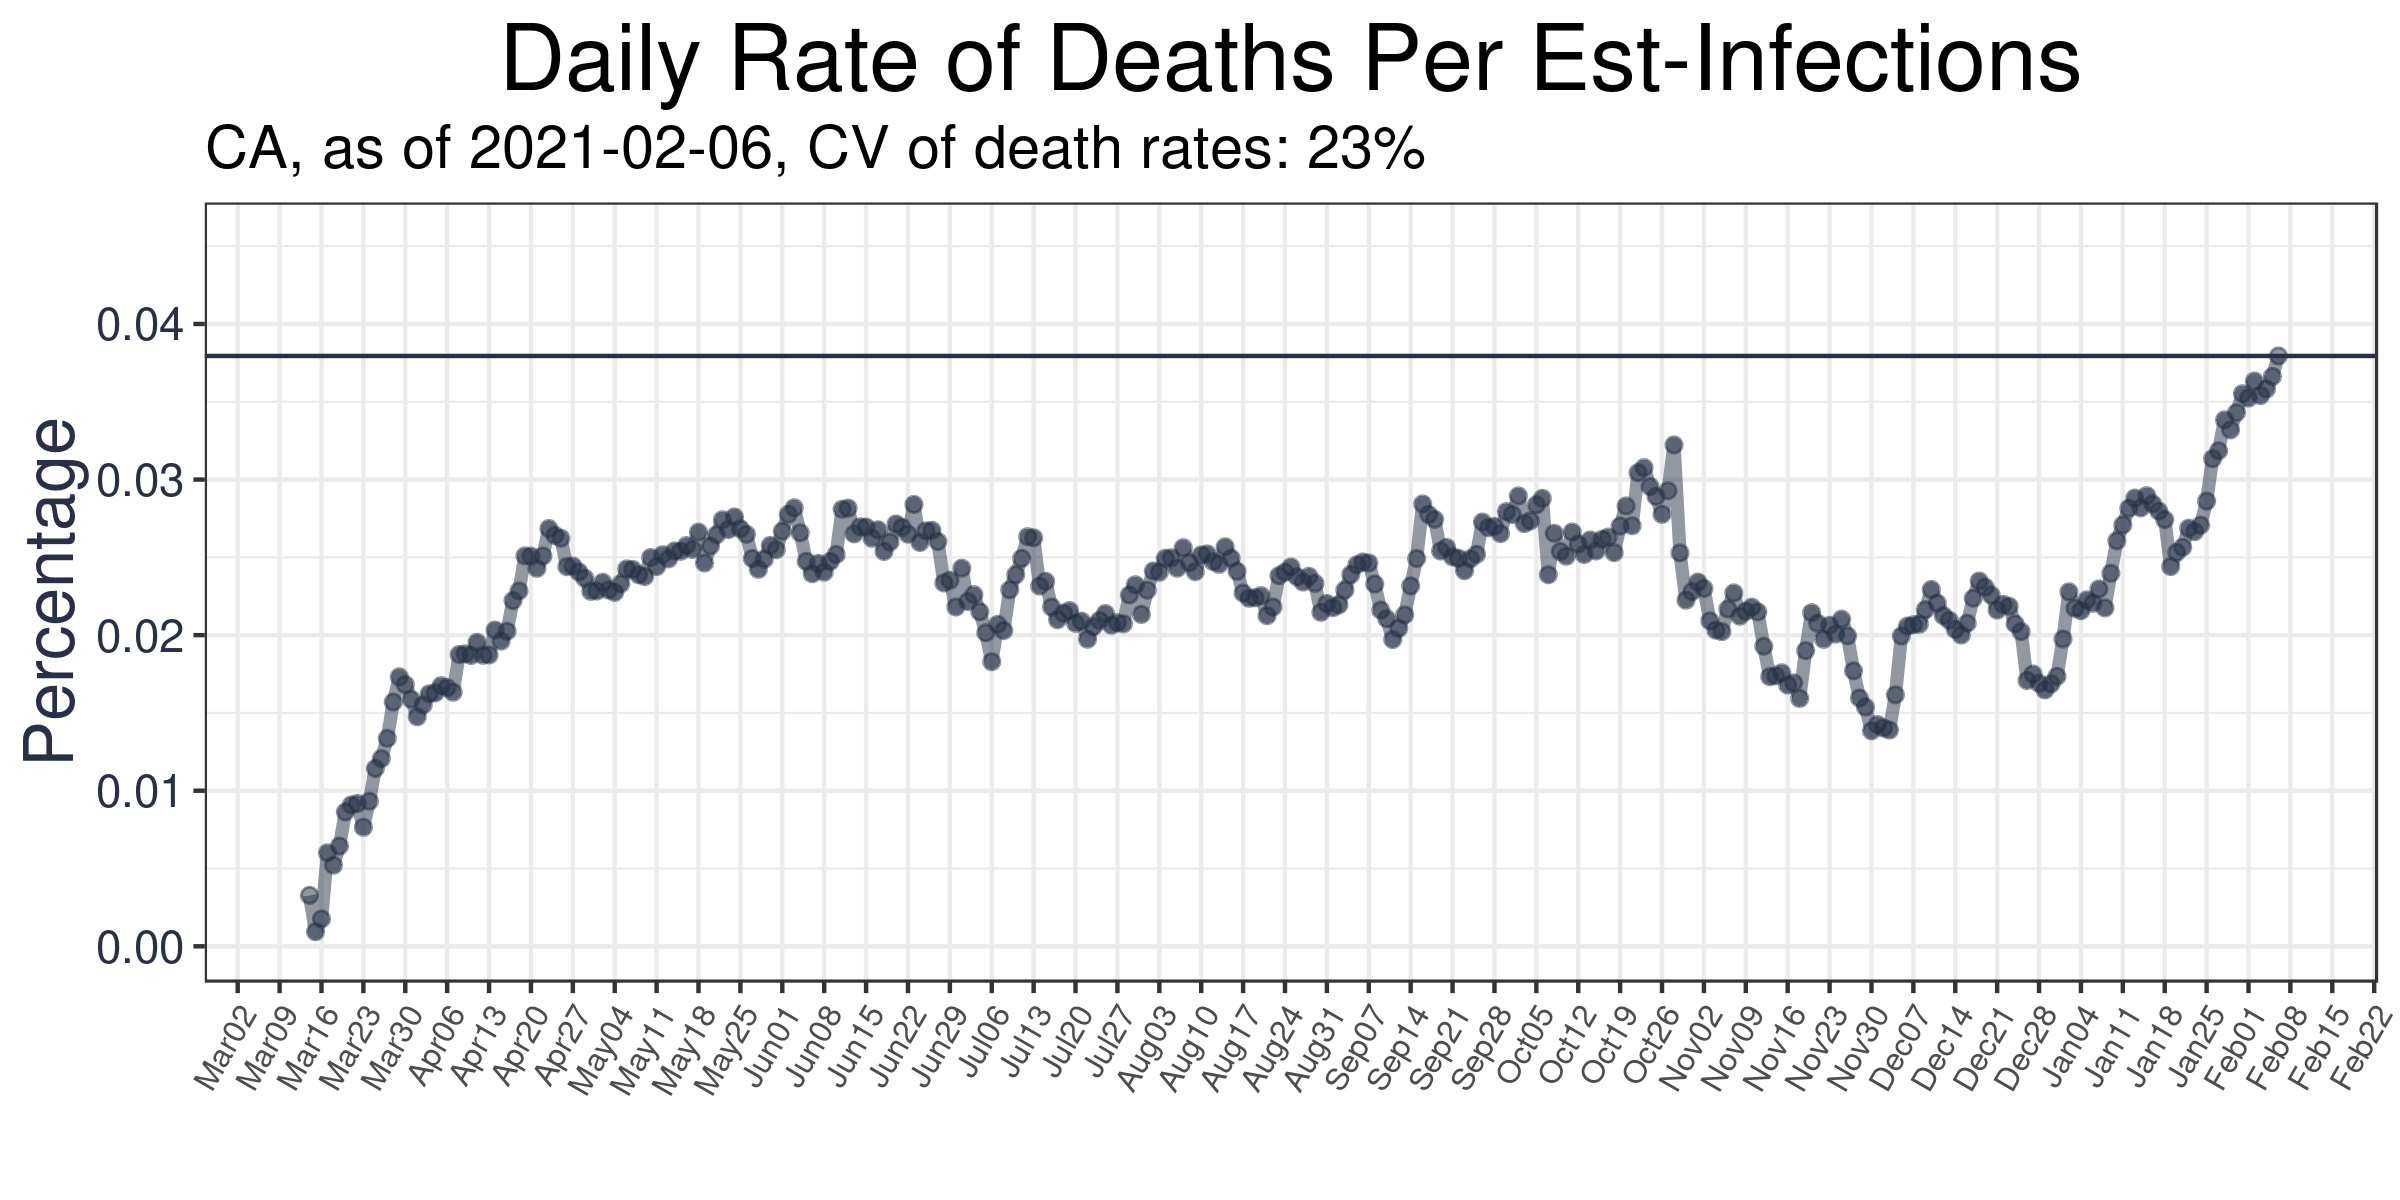 Daily Rate of Deaths Per Est-Infections
CA, as of 2021-02-06, CV of death rates: 23%
Percentage
0.04
0.03
0.02
0.01
0.00
Mar02
Mar09
Mar16
Mar23
Mar30
Apr06
Apr13
Apr20
Apr27
May04
May11
May18
May25
Jun01
Jun08
Jun15
Jun22
Jun29
Jul06
Jul13
Jul20
Jul27
Aug03
Aug10
Aug17
Aug24
Aug31
Sep07
Sep14
Sep21
Sep28
Oct05
Oct12
Oct19
Oct26
Nov02
Nov09
Nov16
Nov23
Nov30
Dec07
Dec14
Dec21
Dec28
Jan04
Jan11
Jan18
Jan25
Feb01
Feb08
Feb15
Feb22